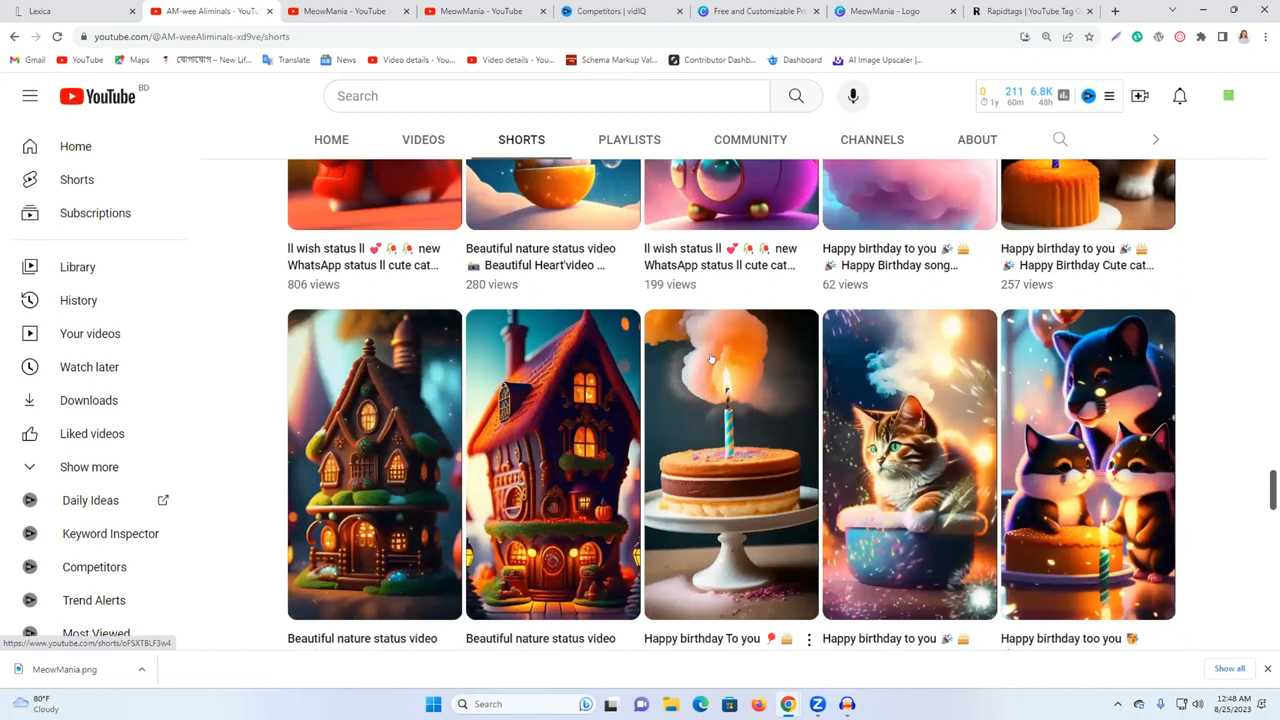 Lexica
AM-wee Aliminals - YouTube
MeowMania - YouTube
MeowMania - YouTube
Competitors | vidIQ
Free and Customizable Pr
MeowMania - Logo
Rapidtags | YouTube Tag G
youtube.com/@AM-weeAliminals-xd9ve/shorts
Gmail
YouTube
Maps
যোগাযোগ – New Lif...
Translate
News
Video details - You...
Video details - You...
Schema Markup Val...
Contributor Dashb...
Dashboard
AI Image Upscaler|...
YouTube BD
Search
0 211 6.8K
1y 60m 48h
HOME
VIDEOS
SHORTS
PLAYLISTS
COMMUNITY
CHANNELS
ABOUT
Home
Shorts
Subscriptions
Library
History
Your videos
Watch later
Downloads
Liked videos
Show more
Daily Ideas
Keyword Inspector
Competitors
Trend Alerts
Most Viewed
ll wish status ll 💕 🥀 🥀 new
WhatsApp status ll cute cat...
806 views
Beautiful nature status video
📸 Beautiful Heart'video ...
280 views
ll wish status ll 💕 🥀 🥀 new
WhatsApp status ll cute cat...
199 views
Happy birthday to you 🎉 🎂
🎉 Happy Birthday song...
62 views
Happy birthday to you 🎉 🎂
🎉 Happy Birthday Cute cat...
257 views
Beautiful nature status video
Beautiful nature status video
Happy birthday To you 🎈 🎂
Happy birthday to you 🎉 🎂
Happy birthday too you 🎁
https://www.youtube.com/shorts/oFSXTBLF3w4
MeowMania.png
Show all
80°F
Cloudy
Search
12:48 AM
8/25/2023